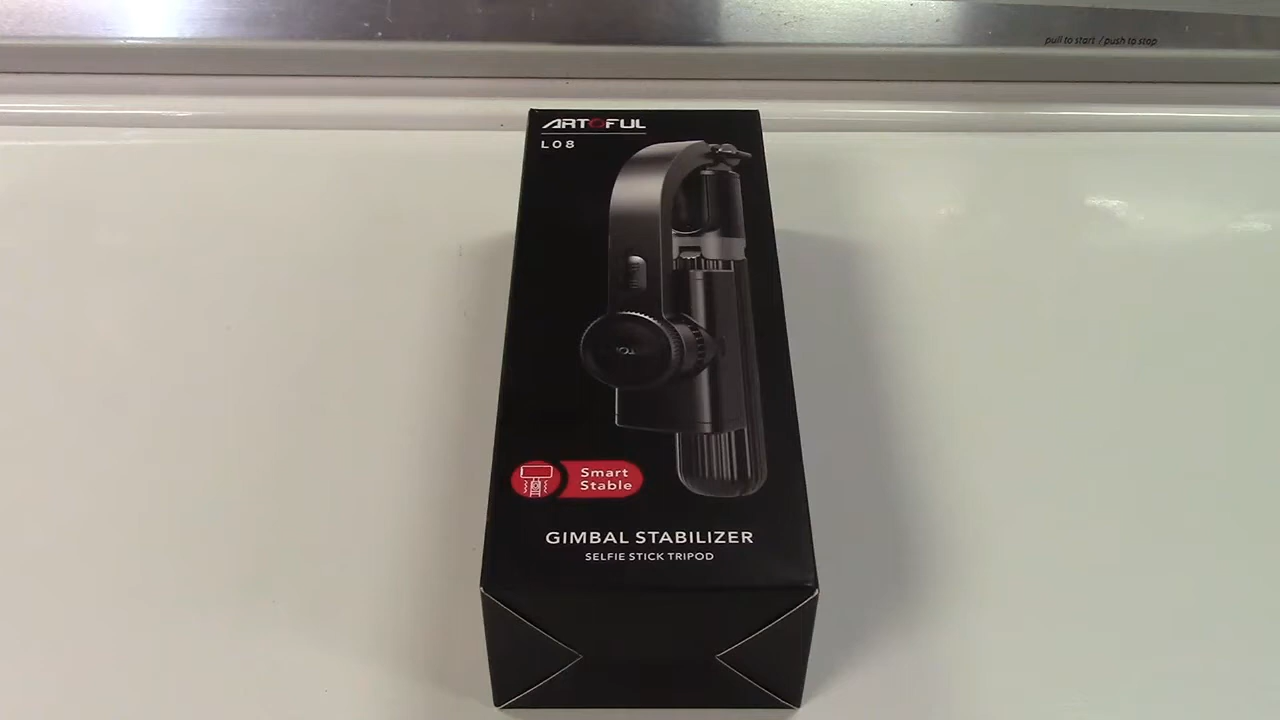 pull to start / push to stop
ARTOFUL
L08
Smart
Stable
GIMBAL STABILIZER
SELFIE STICK TRIPOD